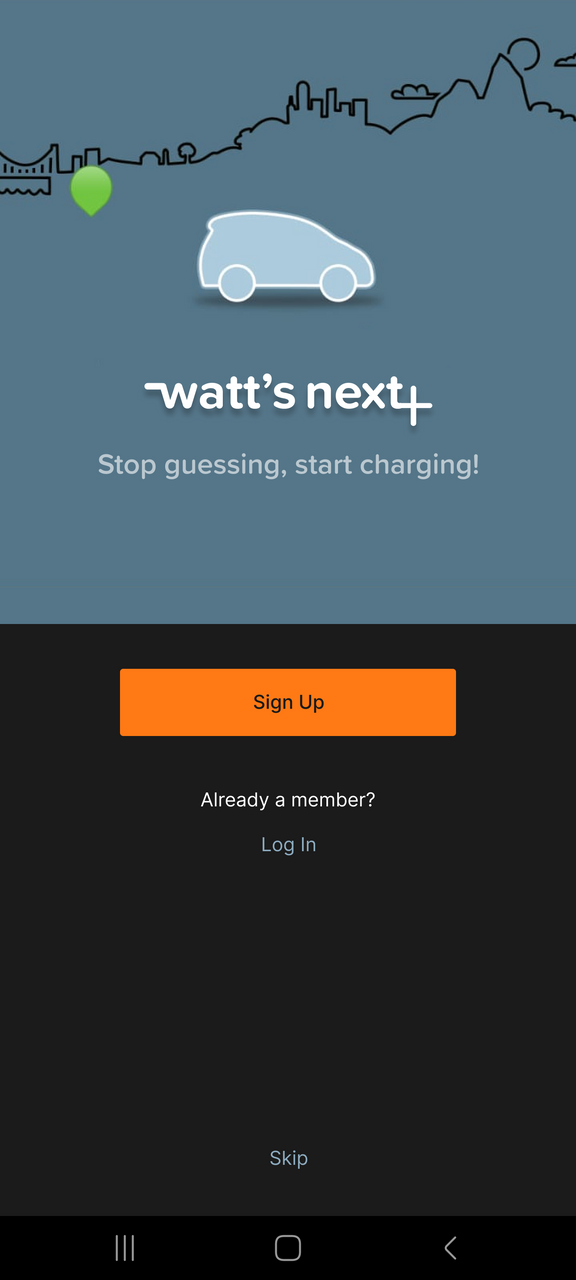 watt's next
Stop guessing, start charging!
Sign Up
Already a member?
Log In
Skip